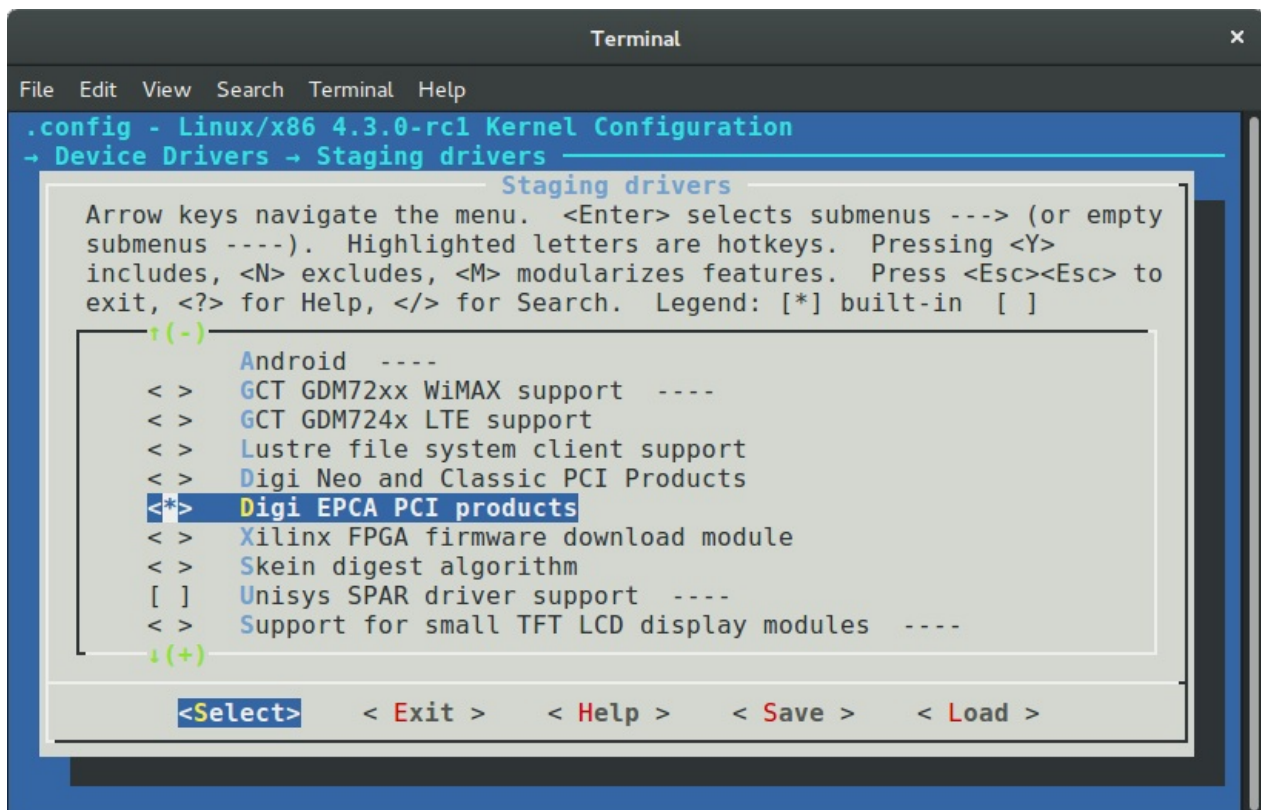 Terminal ×
File Edit View Search Terminal Help
.config - Linux/x86 4.3.0-rc1 Kernel Configuration
→ Device Drivers → Staging drivers
Staging drivers
Arrow keys navigate the menu.  <Enter> selects submenus ---> (or empty
submenus ----).  Highlighted letters are hotkeys.  Pressing <Y>
includes, <N> excludes, <M> modularizes features.  Press <Esc><Esc> to
exit, <?> for Help, </> for Search.  Legend: [*] built-in  [ ]
↑(-)
Android  ----
< >   GCT GDM72xx WiMAX support  ----
< >   GCT GDM724x LTE support
< >   Lustre file system client support
< >   Digi Neo and Classic PCI Products
<*>   Digi EPCA PCI products
< >   Xilinx FPGA firmware download module
< >   Skein digest algorithm
[ ]   Unisys SPAR driver support  ----
< >   Support for small TFT LCD display modules  ----
↓(+)
<Select>    < Exit >    < Help >    < Save >    < Load >